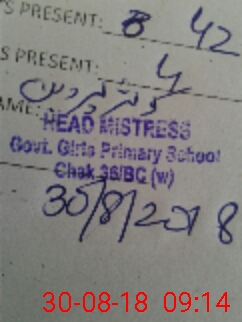 S PRESENT: B 42
S PRESENT: 4
AME:
HEAD MISTRESS
Govt. Girls Primary School
Chak 36/BC (w)
30/8/2018
30-08-18 09:14